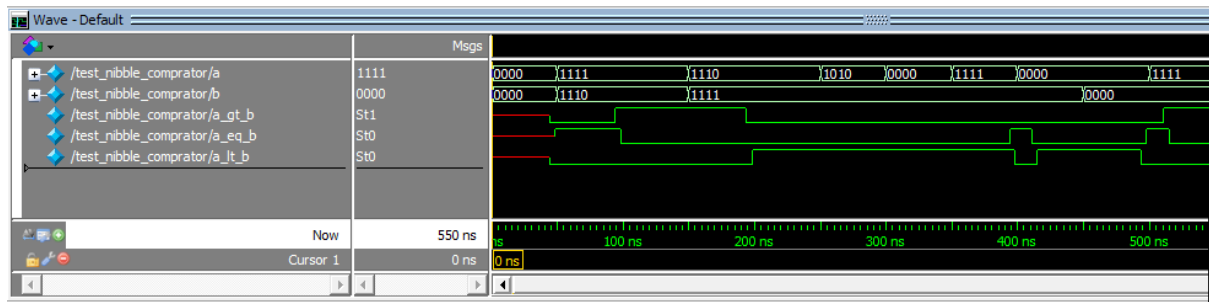 Wave - Default
Msgs
/test_nibble_comprator/a 1111 0000 1111 1110 1010 0000 1111 0000 1111
/test_nibble_comprator/b 0000 0000 1110 1111 0000
/test_nibble_comprator/a_gt_b St1
/test_nibble_comprator/a_eq_b St0
/test_nibble_comprator/a_lt_b St0
Now 550 ns ns 100 ns 200 ns 300 ns 400 ns 500 ns
Cursor 1 0 ns 0 ns